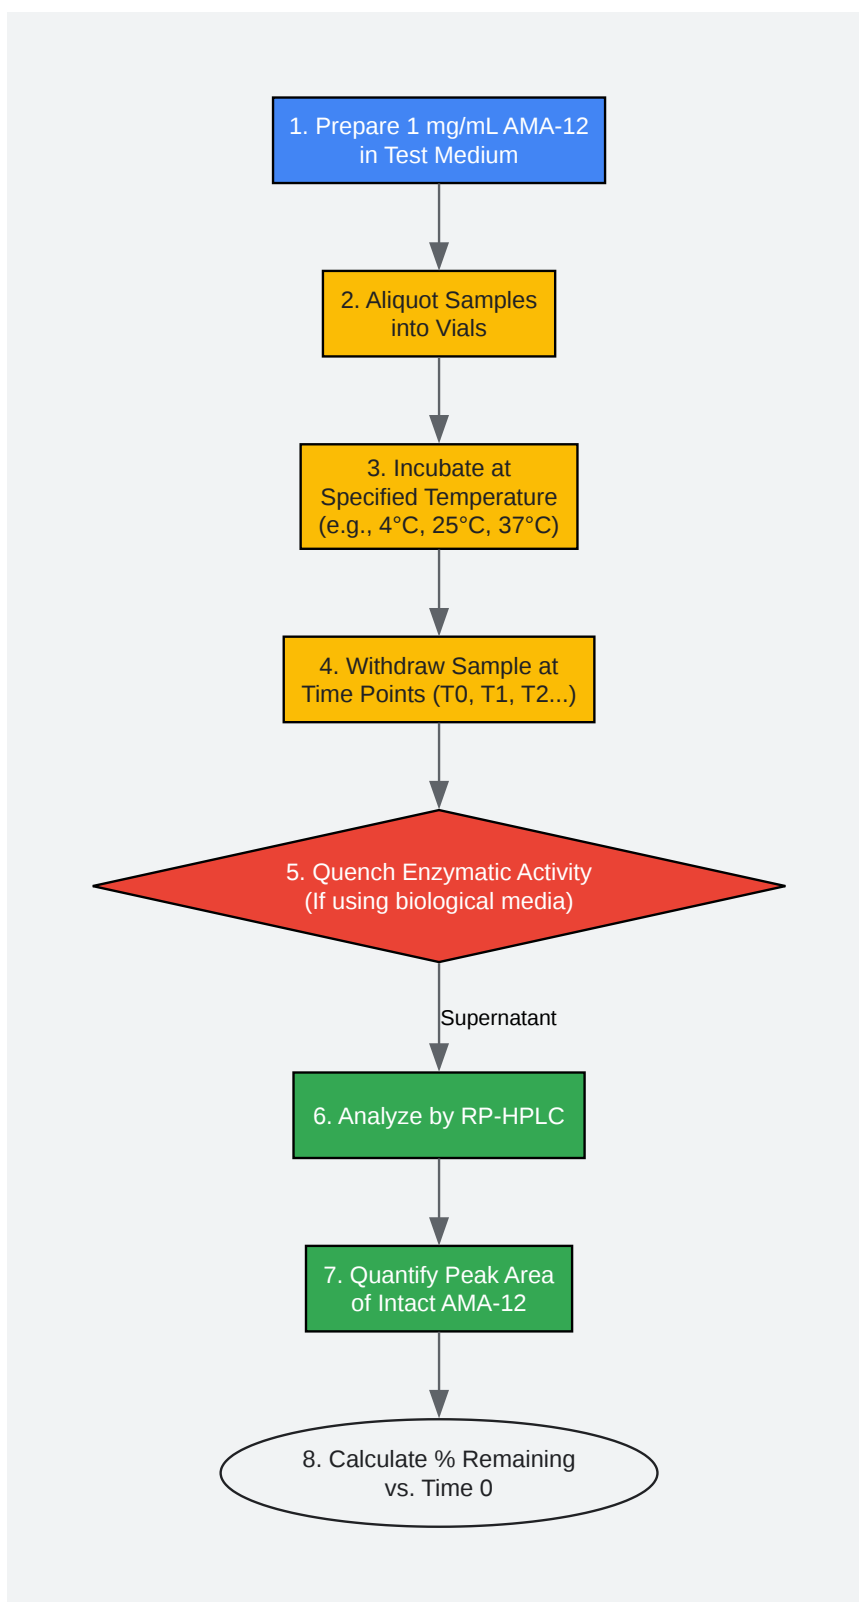 1. Prepare 1 mg/mL AMA-12
in Test Medium
2. Aliquot Samples
into Vials
3. Incubate at
Specified Temperature
(e.g., 4°C, 25°C, 37°C)
4. Withdraw Sample at
Time Points (T0, T1, T2...)
5. Quench Enzymatic Activity
(If using biological media)
Supernatant
6. Analyze by RP-HPLC
7. Quantify Peak Area
of Intact AMA-12
8. Calculate % Remaining
vs. Time 0